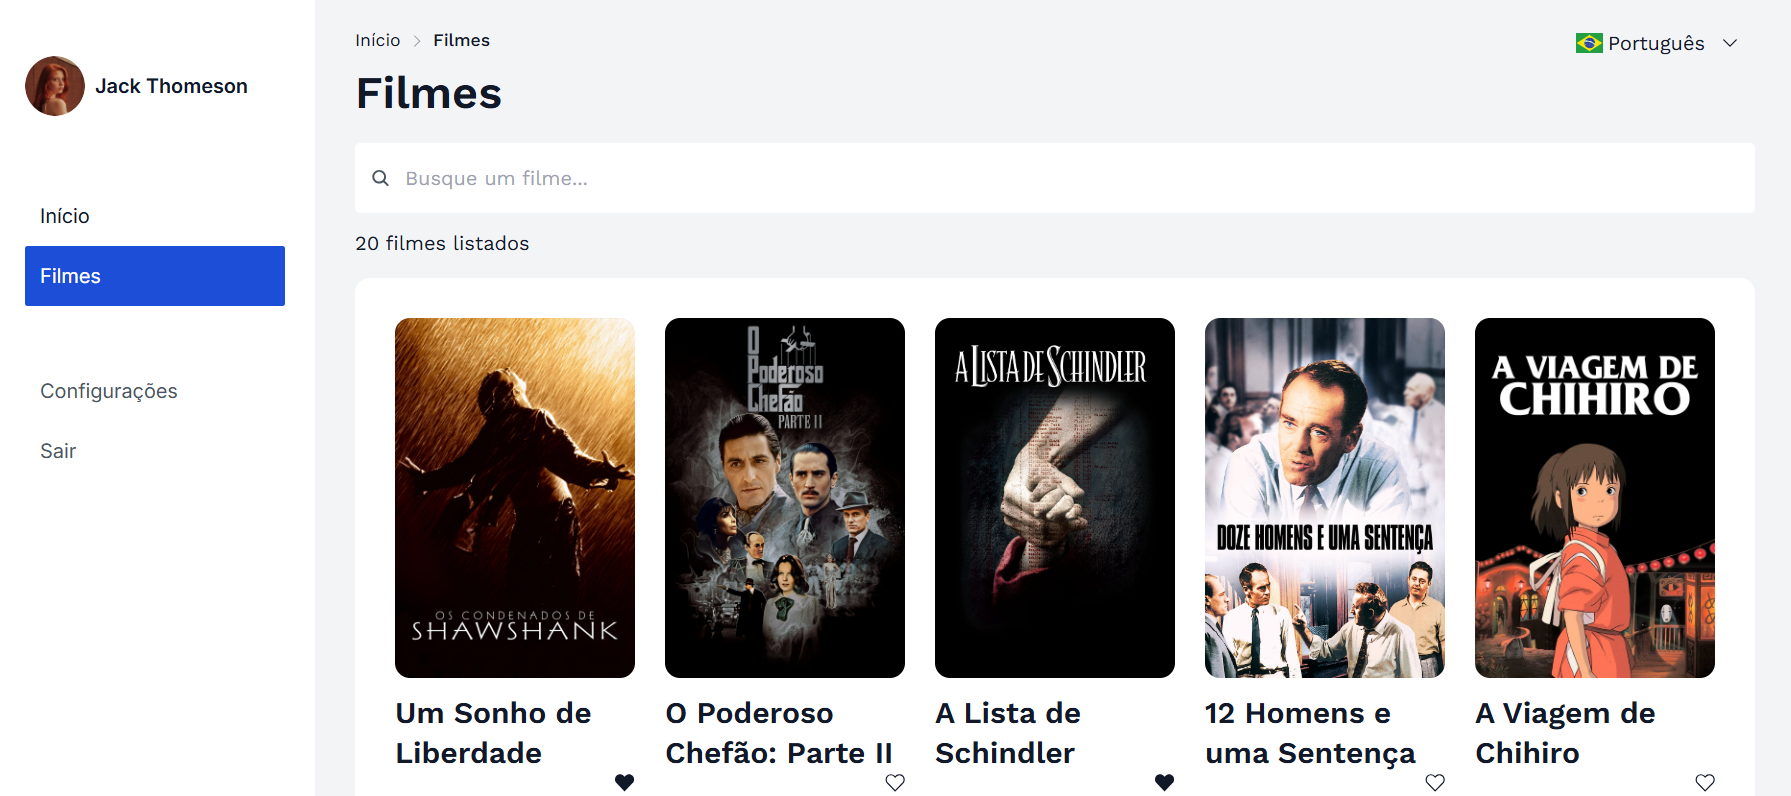 Jack Thomeson
Início
Filmes
Configurações
Sair
Início > Filmes
Português
Filmes
Busque um filme...
20 filmes listados
OS CONDENADOS DE
SHAWSHANK
Um Sonho de
Liberdade
O
Poderoso
Chefão
PARTE II
O Poderoso
Chefão: Parte II
A LISTA DE SCHINDLER
A Lista de
Schindler
DOZE HOMENS E UMA SENTENÇA
12 Homens e
uma Sentença
A VIAGEM DE
CHIHIRO
A Viagem de
Chihiro